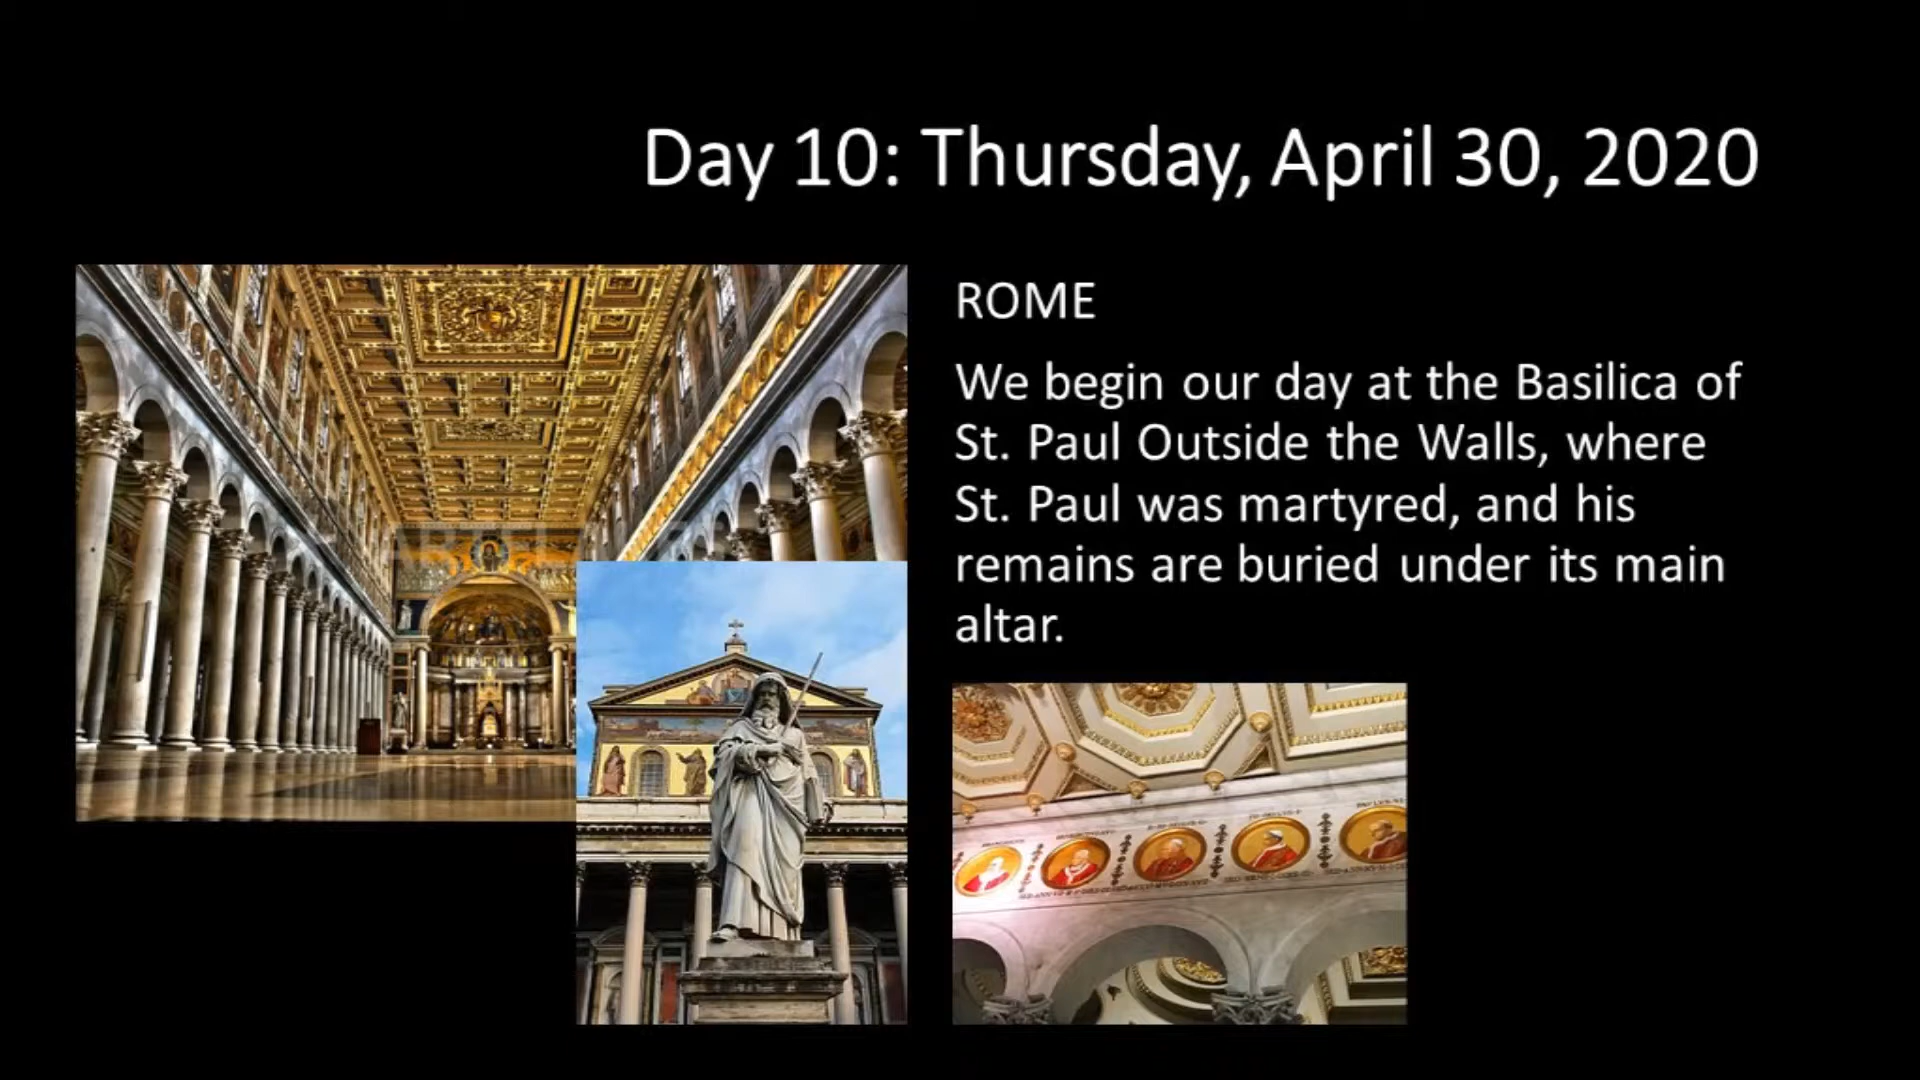 Day 10: Thursday, April 30, 2020
ROME
We begin our day at the Basilica of
St. Paul Outside the Walls, where
St. Paul was martyred, and his
remains are buried under its main
altar.